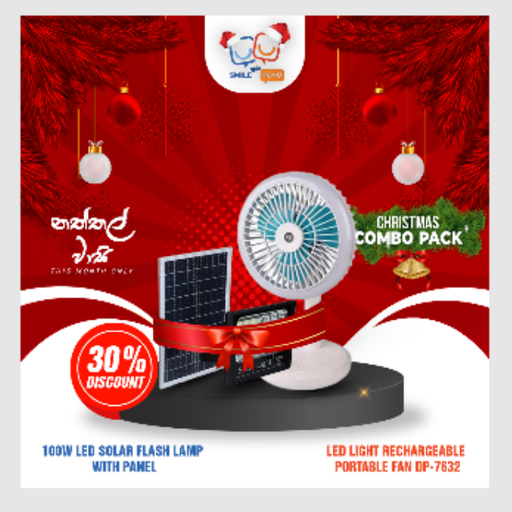 SMILE
නත්තල්
වාසි
THIS MONTH ONLY
CHRISTMAS
COMBO PACK
30%
DISCOUNT
100W LED SOLAR FLASH LAMP
WITH PANEL
LED LIGHT RECHARGEABLE
PORTABLE FAN DP-7632